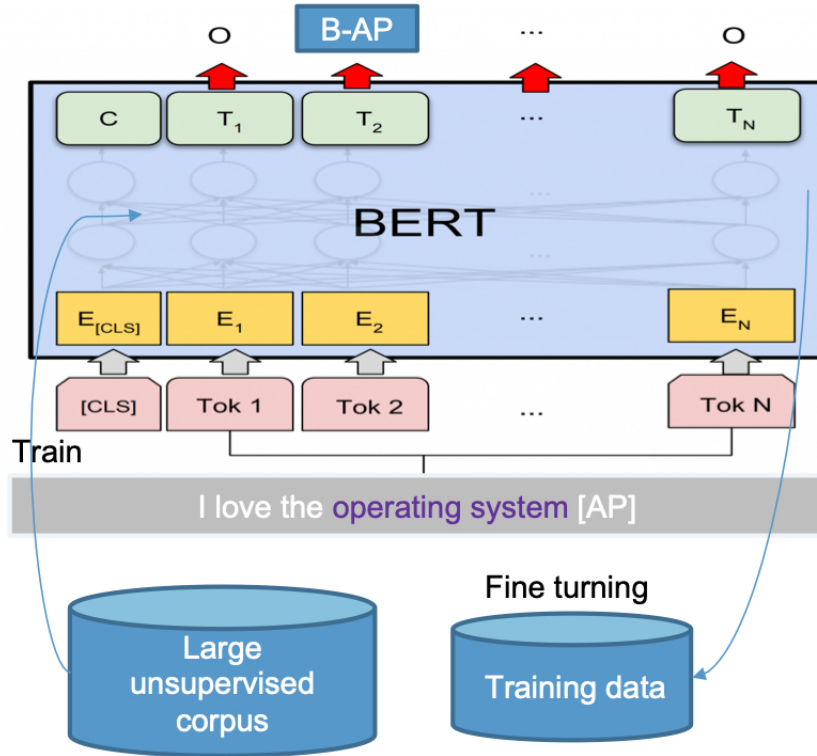 O B-AP ... O
C T1 T2 ... TN
...
BERT
...
E[CLS] E1 E2 ... EN
[CLS] Tok 1 Tok 2 ... Tok N
Train
I love the operating system [AP]
Fine turning
Large
unsupervised
corpus
Training data